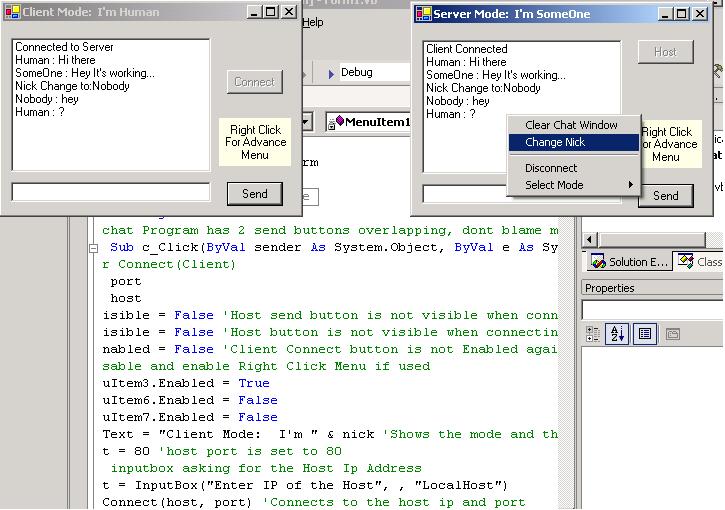 Client Mode:  I'm Human
Connected to Server
Human : Hi there
SomeOne : Hey It's working...
Nick Change to:Nobody
Nobody : hey
Human : ?
Connect
Right Click
For Advance
Menu
Send
Help
Debug
MenuItem1
Server Mode:  I'm SomeOne
Client Connected
Human : Hi there
SomeOne : Hey It's working...
Nick Change to:Nobody
Nobody : hey
Human : ?
Host
Right Click
For Advance
Menu
Send
Clear Chat Window
Change Nick
Disconnect
Select Mode
chat Program has 2 send buttons overlapping, dont blame m
Sub c_Click(ByVal sender As System.Object, ByVal e As Sy
r Connect(Client)
port
host
isible = False 'Host send button is not visible when conn
isible = False 'Host button is not visible when connectin
nabled = False 'Client Connect button is not Enabled agai
sable and enable Right Click Menu if used
uItem3.Enabled = True
uItem6.Enabled = False
uItem7.Enabled = False
Text = "Client Mode:  I'm " & nick 'Shows the mode and th
t = 80 'host port is set to 80
inputbox asking for the Host Ip Address
t = InputBox("Enter IP of the Host", , "LocalHost")
Connect(host, port) 'Connects to the host ip and port
Solution E...
Class
Properties